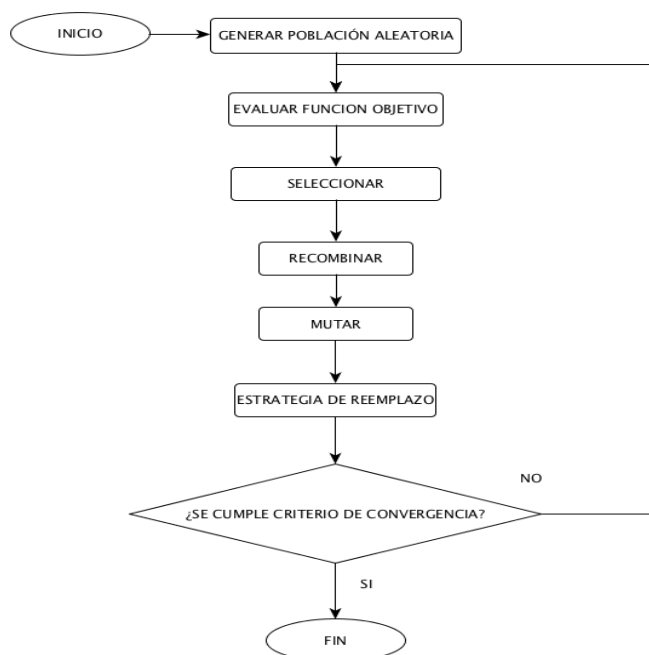 INICIO
GENERAR POBLACIÓN ALEATORIA
EVALUAR FUNCION OBJETIVO
SELECCIONAR
RECOMBINAR
MUTAR
ESTRATEGIA DE REEMPLAZO
NO
¿SE CUMPLE CRITERIO DE CONVERGENCIA?
SI
FIN